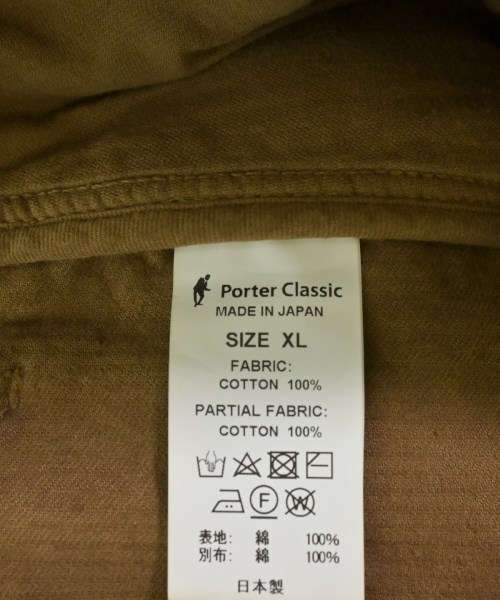 Porter Classic
MADE IN JAPAN
SIZE XL
FABRIC:
COTTON 100%
PARTIAL FABRIC:
COTTON 100%
F W
表地: 綿 100%
別布: 綿 100%
日本製